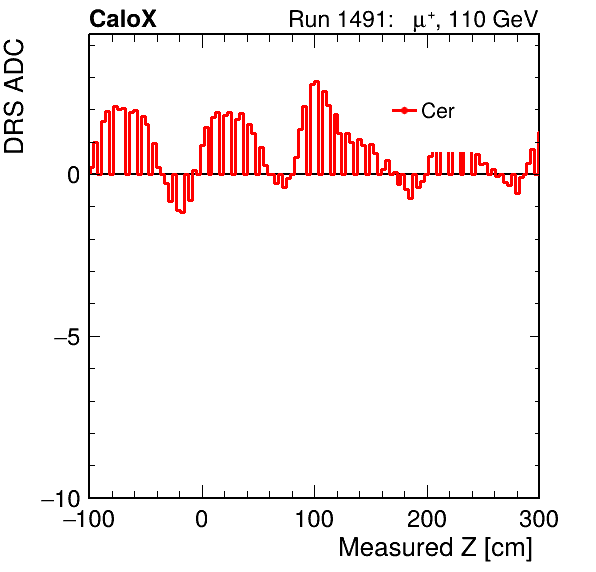 CaloX
Run 1491: μ⁺, 110 GeV
DRS ADC
Cer
0
−5
−10
−100 0 100 200 300
Measured Z [cm]